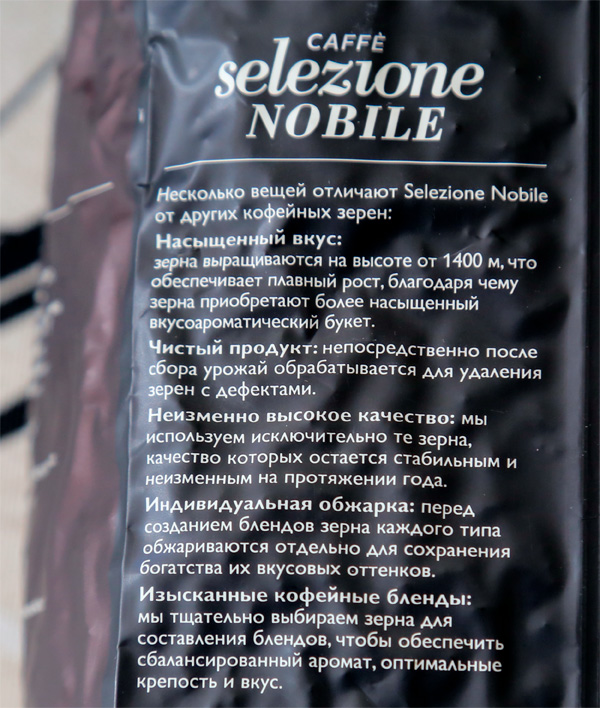 CAFFÈ
selezione
NOBILE
Несколько вещей отличают Selezione Nobile
от других кофейных зерен:
Насыщенный вкус:
зерна выращиваются на высоте от 1400 м, что
обеспечивает плавный рост, благодаря чему
зерна приобретают более насыщенный
вкусоароматический букет.
Чистый продукт: непосредственно после
сбора урожай обрабатывается для удаления
зерен с дефектами.
Неизменно высокое качество: мы
используем исключительно те зерна,
качество которых остается стабильным и
неизменным на протяжении года.
Индивидуальная обжарка: перед
созданием блендов зерна каждого типа
обжариваются отдельно для сохранения
богатства их вкусовых оттенков.
Изысканные кофейные бленды:
мы тщательно выбираем зерна для
составления блендов, чтобы обеспечить
сбалансированный аромат, оптимальные
крепость и вкус.